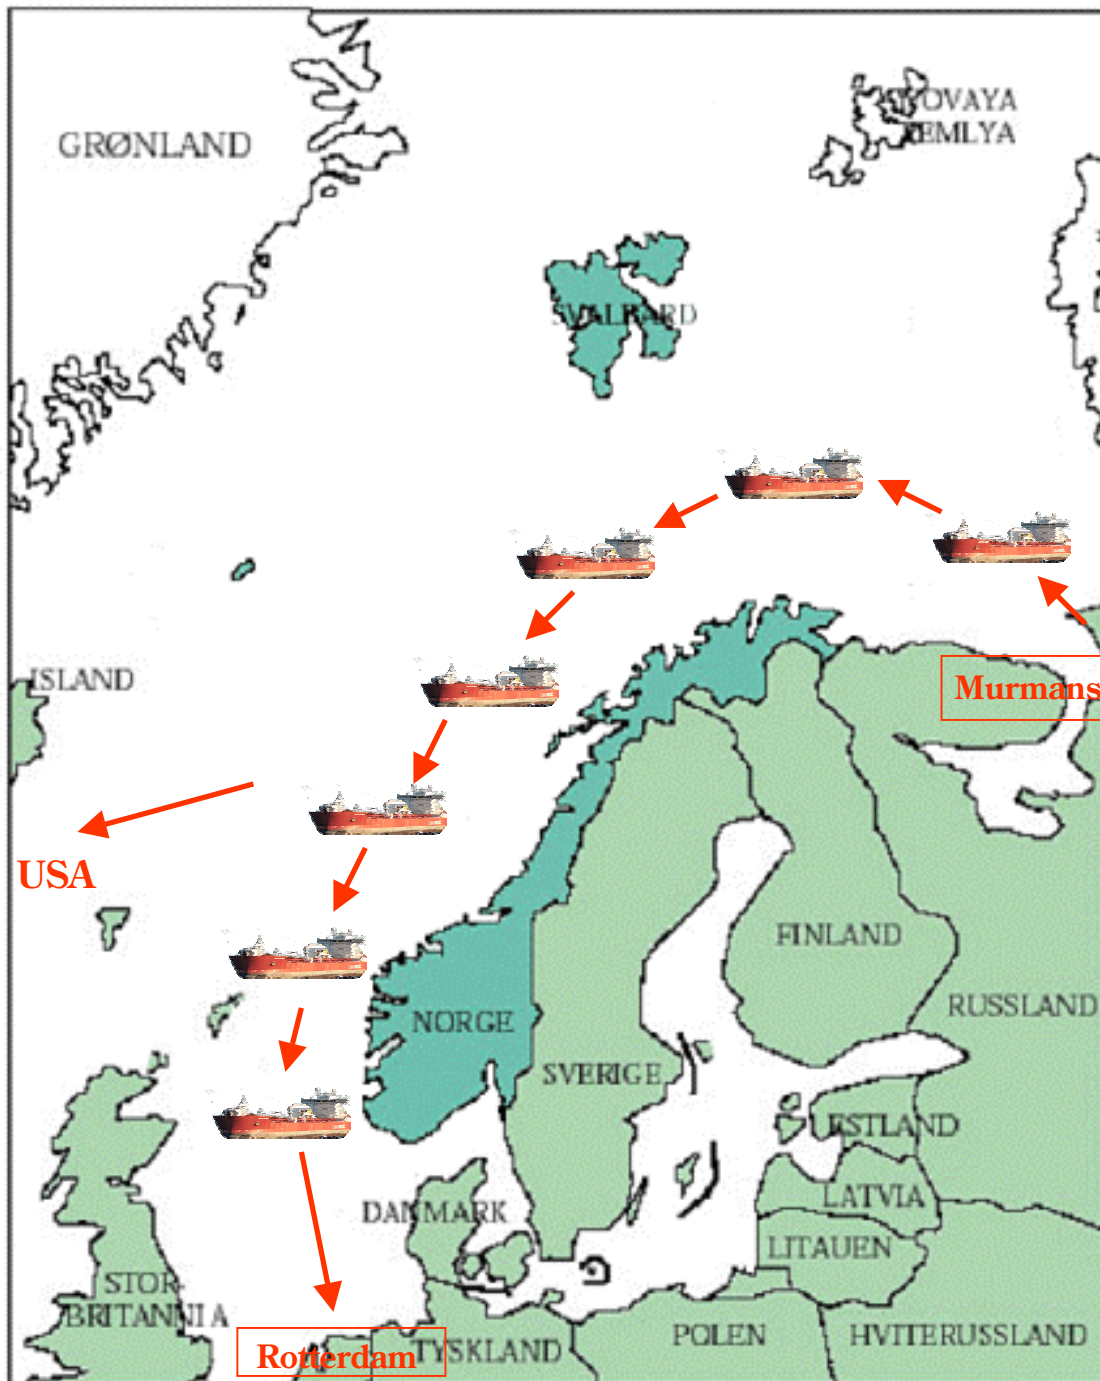 GRØNLAND
NOVAYA
ZEMLYA
SVALBARD
ISLAND
Murmans
USA
FINLAND
RUSSLAND
NORGE
SVERIGE
ESTLAND
LATVIA
DANMARK
LITAUEN
STOR-
BRITANNIA
Rotterdam
TYSKLAND
POLEN
HVITERUSSLAND